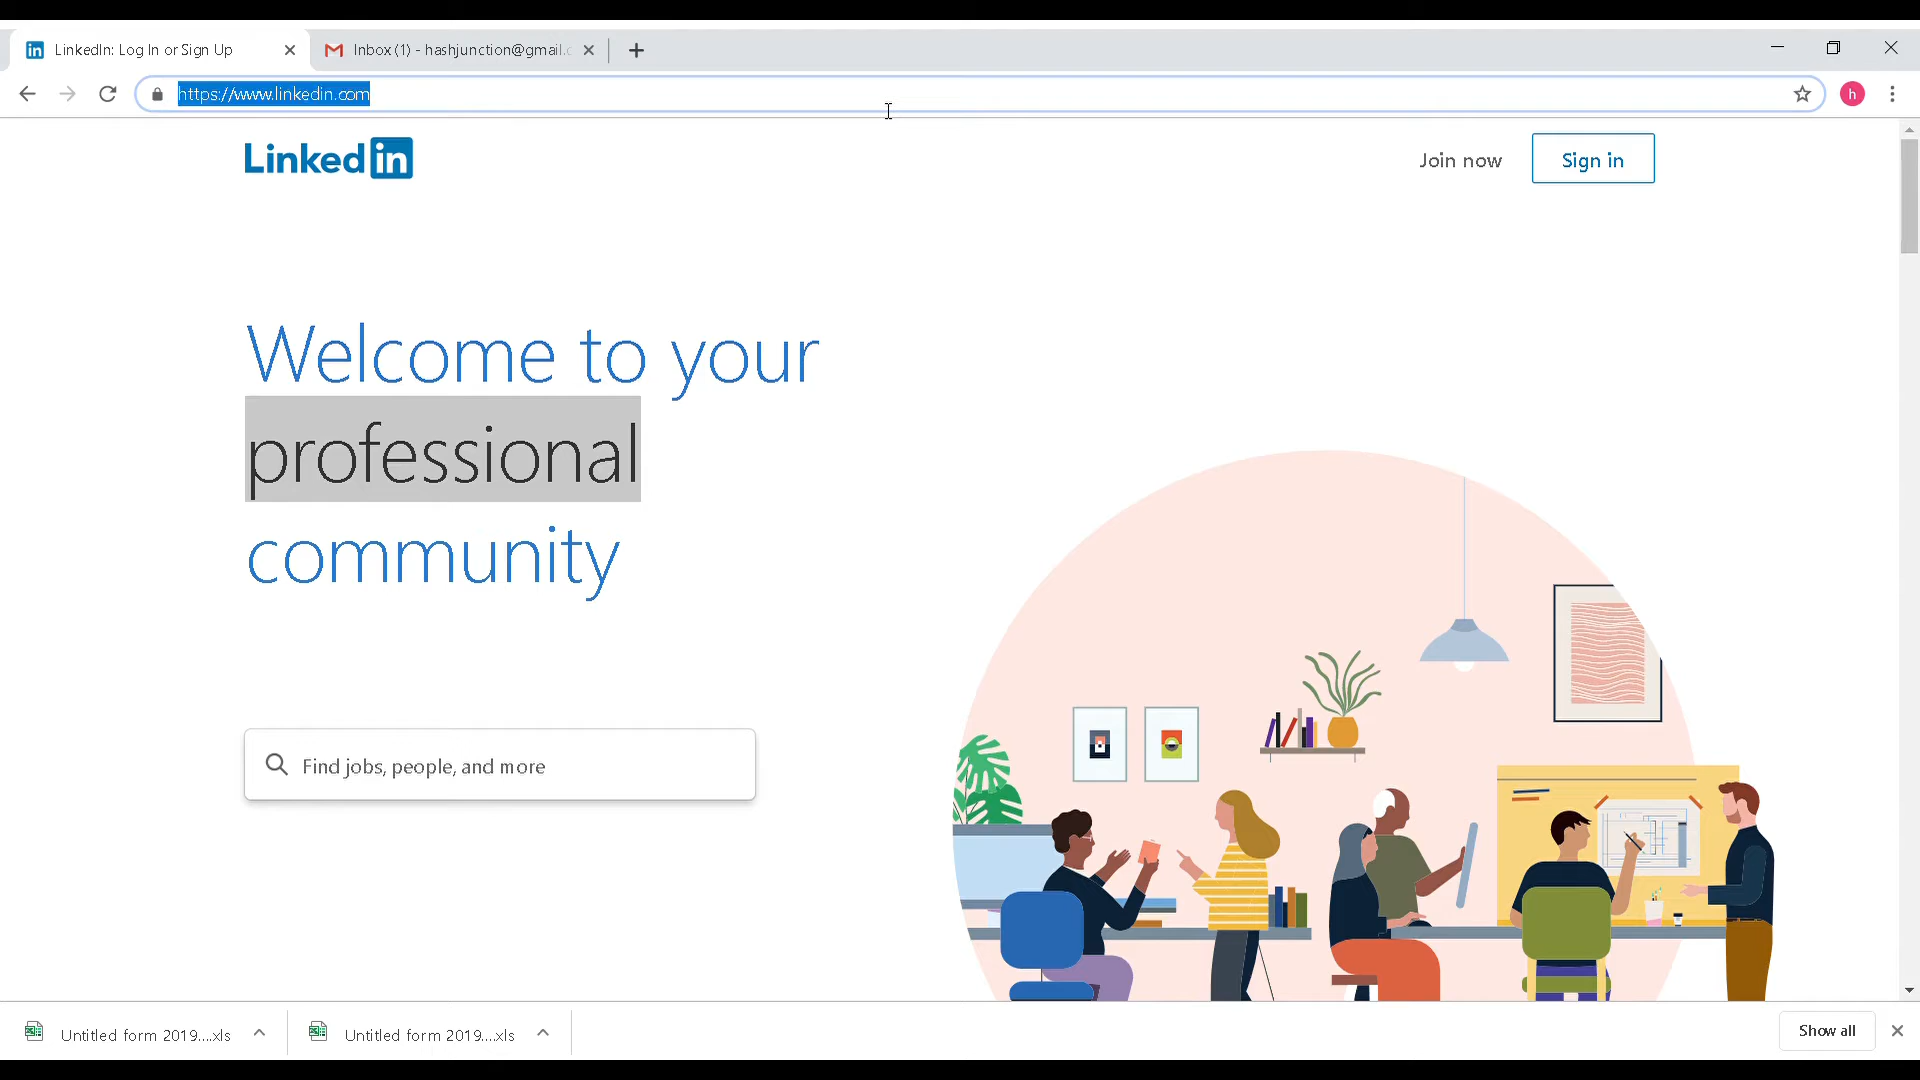 LinkedIn: Log In or Sign Up
Inbox (1) - hashjunction@gmail.c
https://www.linkedin.com
h
Linkedin
Join now
Sign in
Welcome to your
professional
community
Find jobs, people, and more
Untitled form 2019....xls
Untitled form 2019....xls
Show all